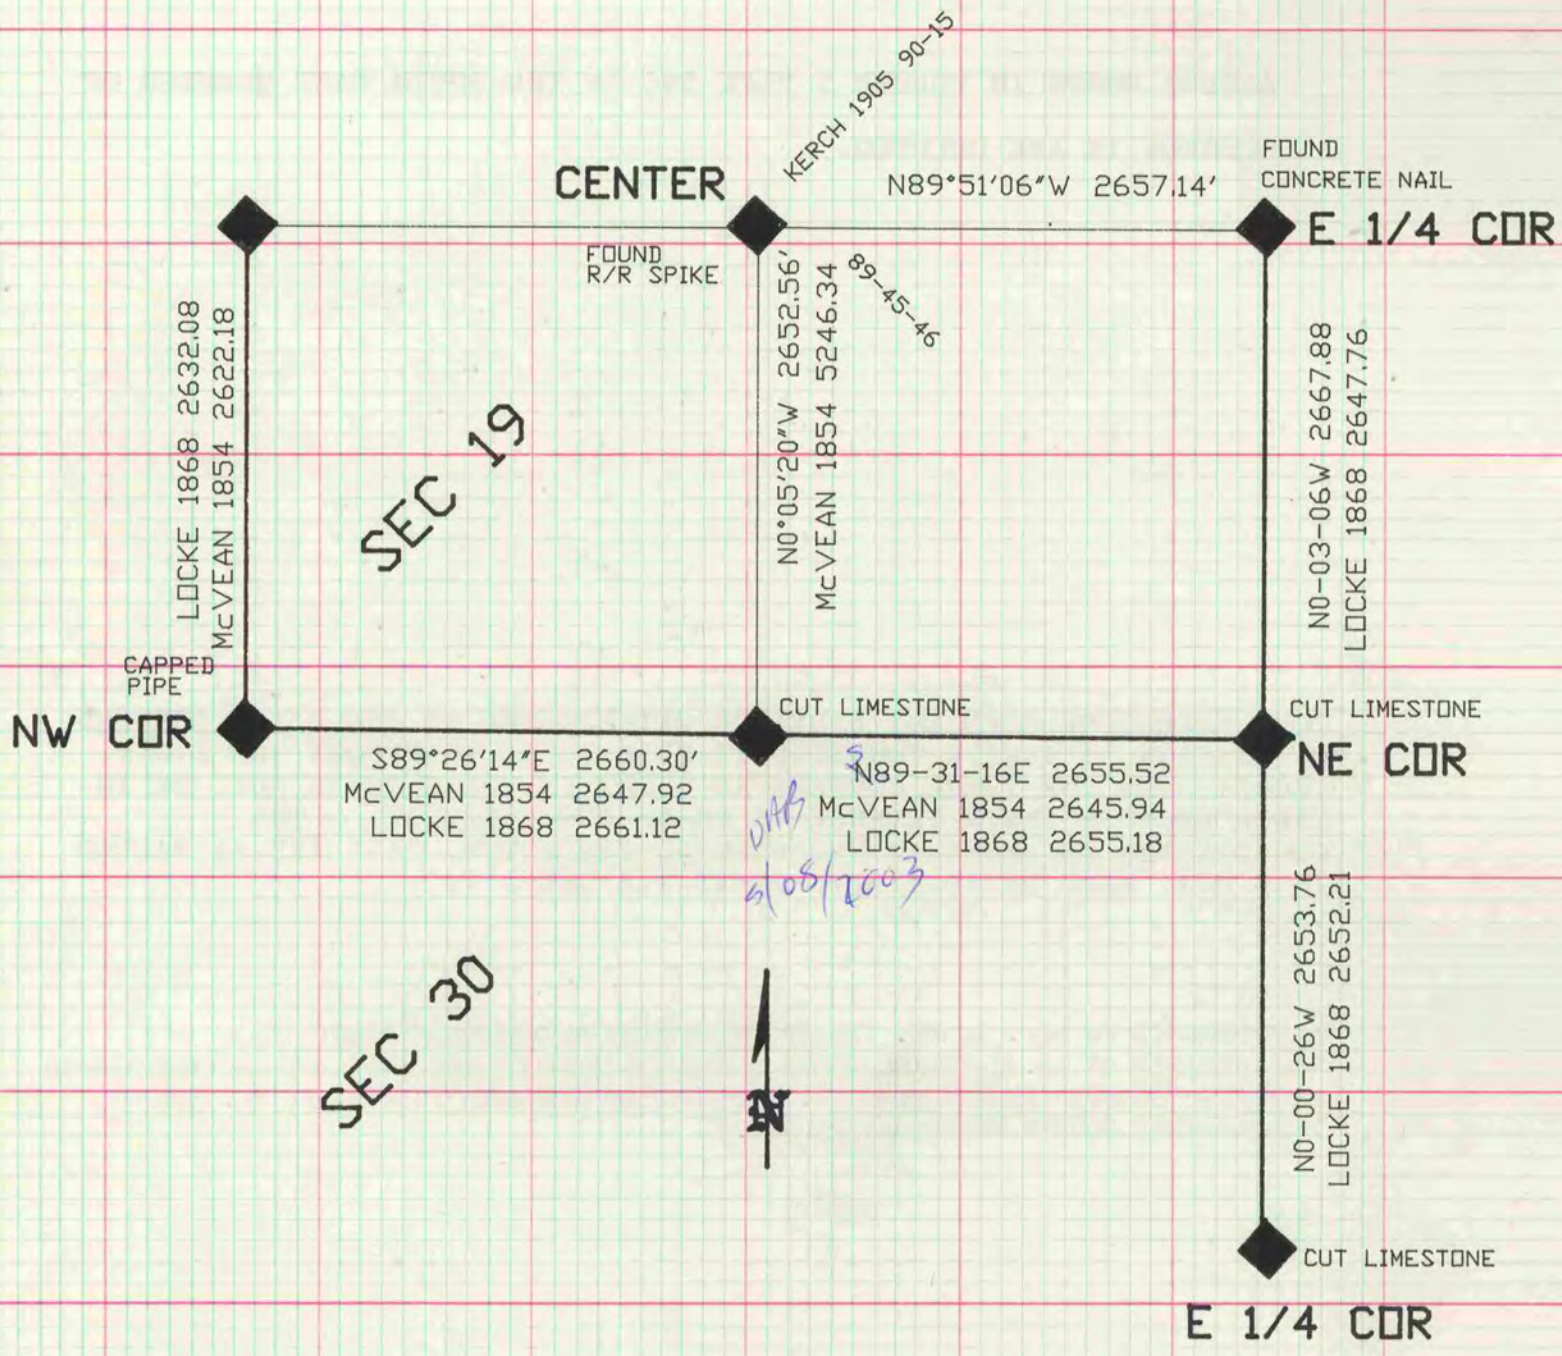 KERCH 1905 90-15
FOUND
CONCRETE NAIL
CENTER
N89°51'06"W 2657.14'
E 1/4 COR
FOUND
R/R SPIKE
89-45-46
LOCKE 1868 2632.08
McVEAN 1854 2622.18
SEC 19
N0°05'20"W 2652.56'
McVEAN 1854 5246.34
N0-03-06W 2667.88
LOCKE 1868 2647.76
CAPPED
PIPE
NW COR
CUT LIMESTONE
CUT LIMESTONE
NE COR
S89°26'14"E 2660.30'
McVEAN 1854 2647.92
LOCKE 1868 2661.12
S
N89-31-16E 2655.52
McVEAN 1854 2645.94
LOCKE 1868 2655.18
DAB
5/08/2003
SEC 30
N
N0-00-26W 2653.76
LOCKE 1868 2652.21
CUT LIMESTONE
E 1/4 COR